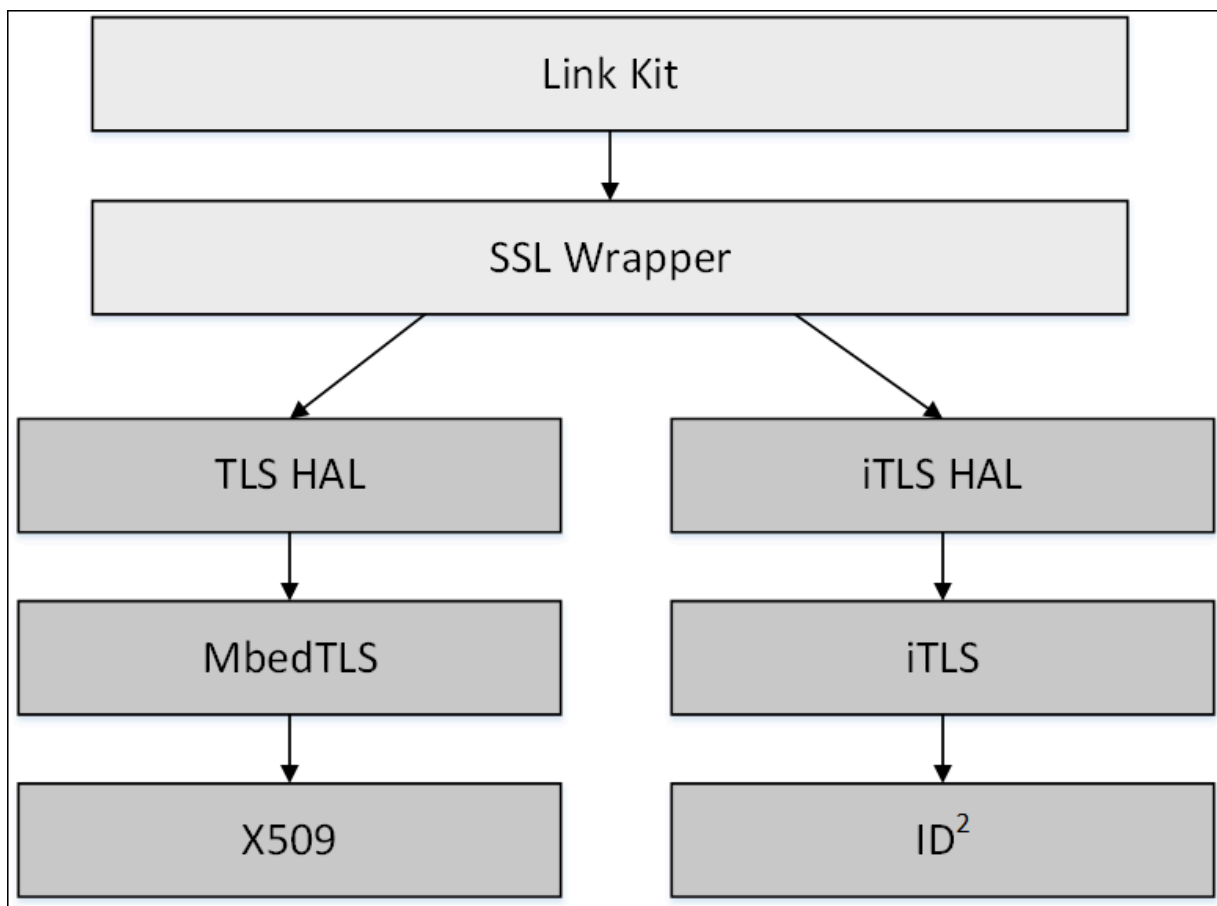 Link Kit
SSL Wrapper
TLS HAL
iTLS HAL
MbedTLS
iTLS
X509
ID²